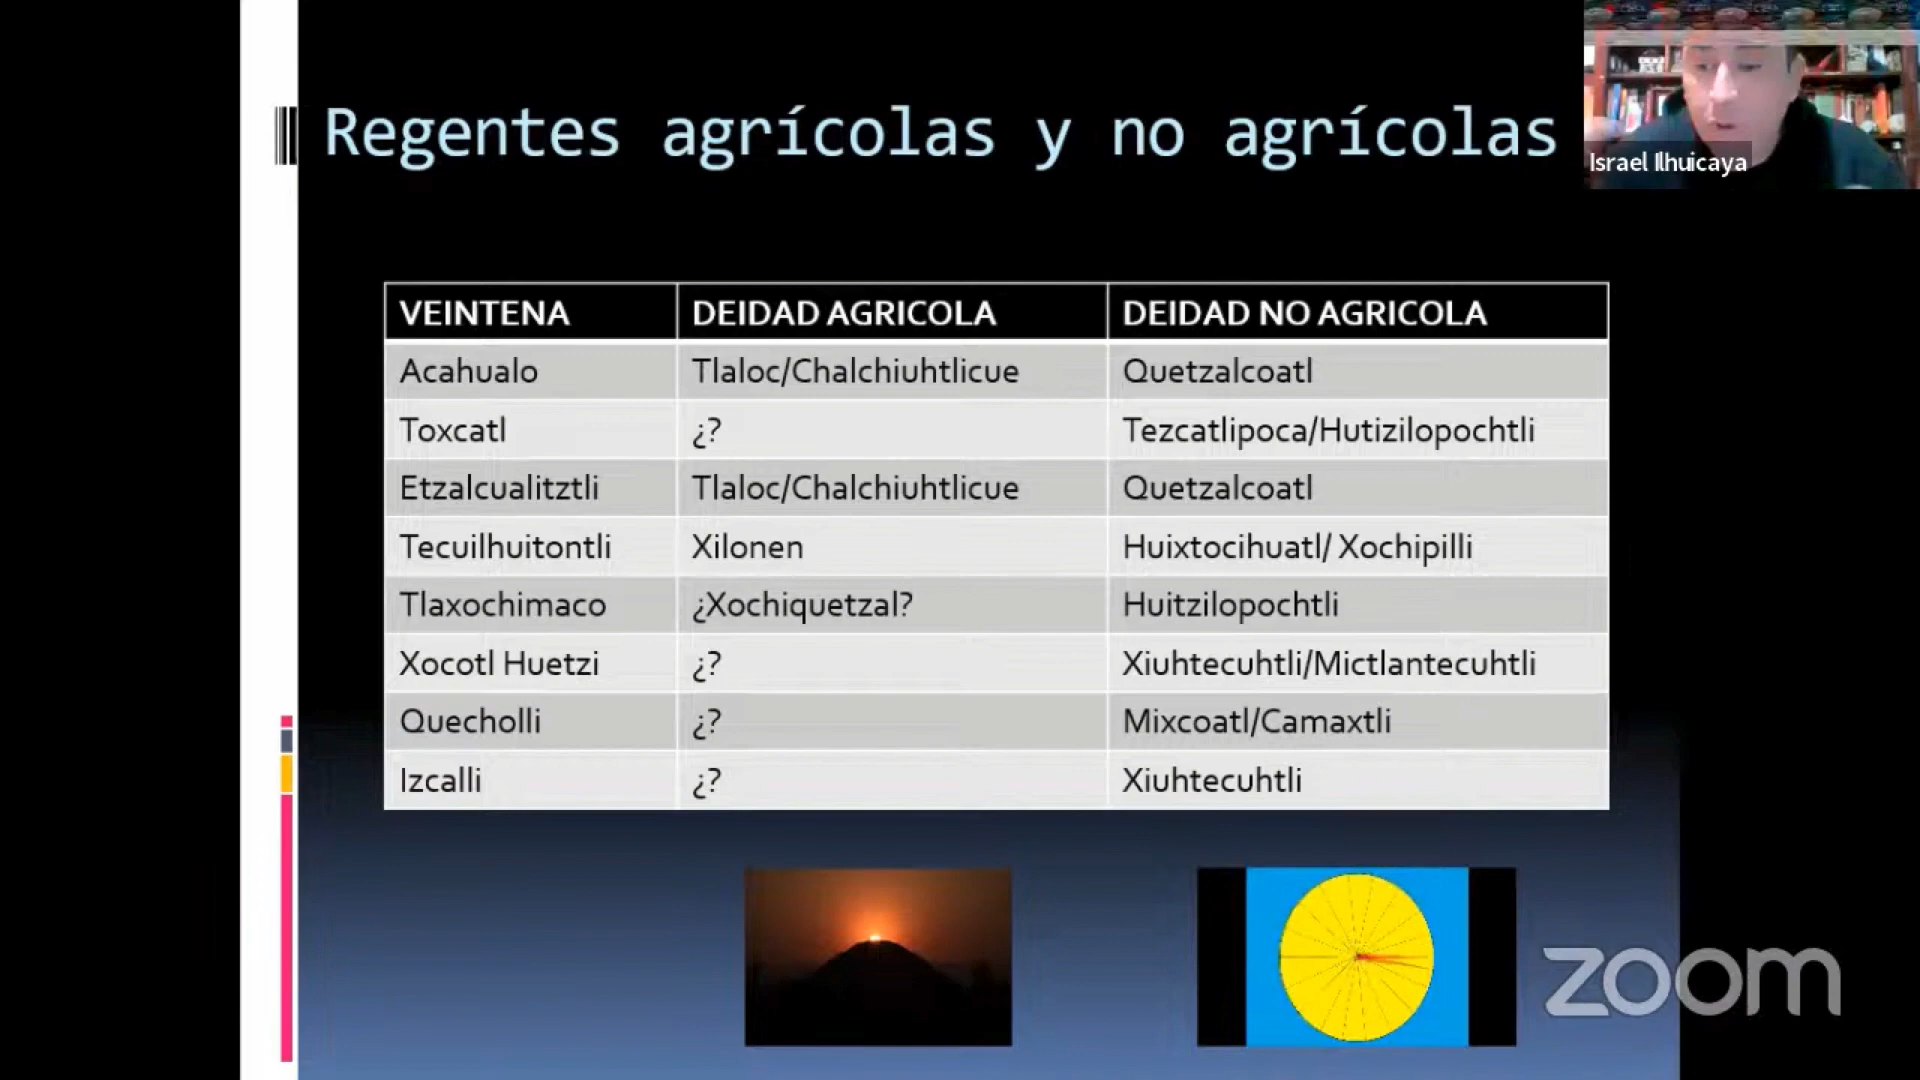 Regentes agrícolas y no agrícolas
Israel Ilhuicaya
VEINTENA DEIDAD AGRICOLA DEIDAD NO AGRICOLA
Acahualo Tlaloc/Chalchiuhtlicue Quetzalcoatl
Toxcatl ¿? Tezcatlipoca/Hutizilopochtli
Etzalcualitztli Tlaloc/Chalchiuhtlicue Quetzalcoatl
Tecuilhuitontli Xilonen Huixtocihuatl/ Xochipilli
Tlaxochimaco ¿Xochiquetzal? Huitzilopochtli
Xocotl Huetzi ¿? Xiuhtecuhtli/Mictlantecuhtli
Quecholli ¿? Mixcoatl/Camaxtli
Izcalli ¿? Xiuhtecuhtli
zoom